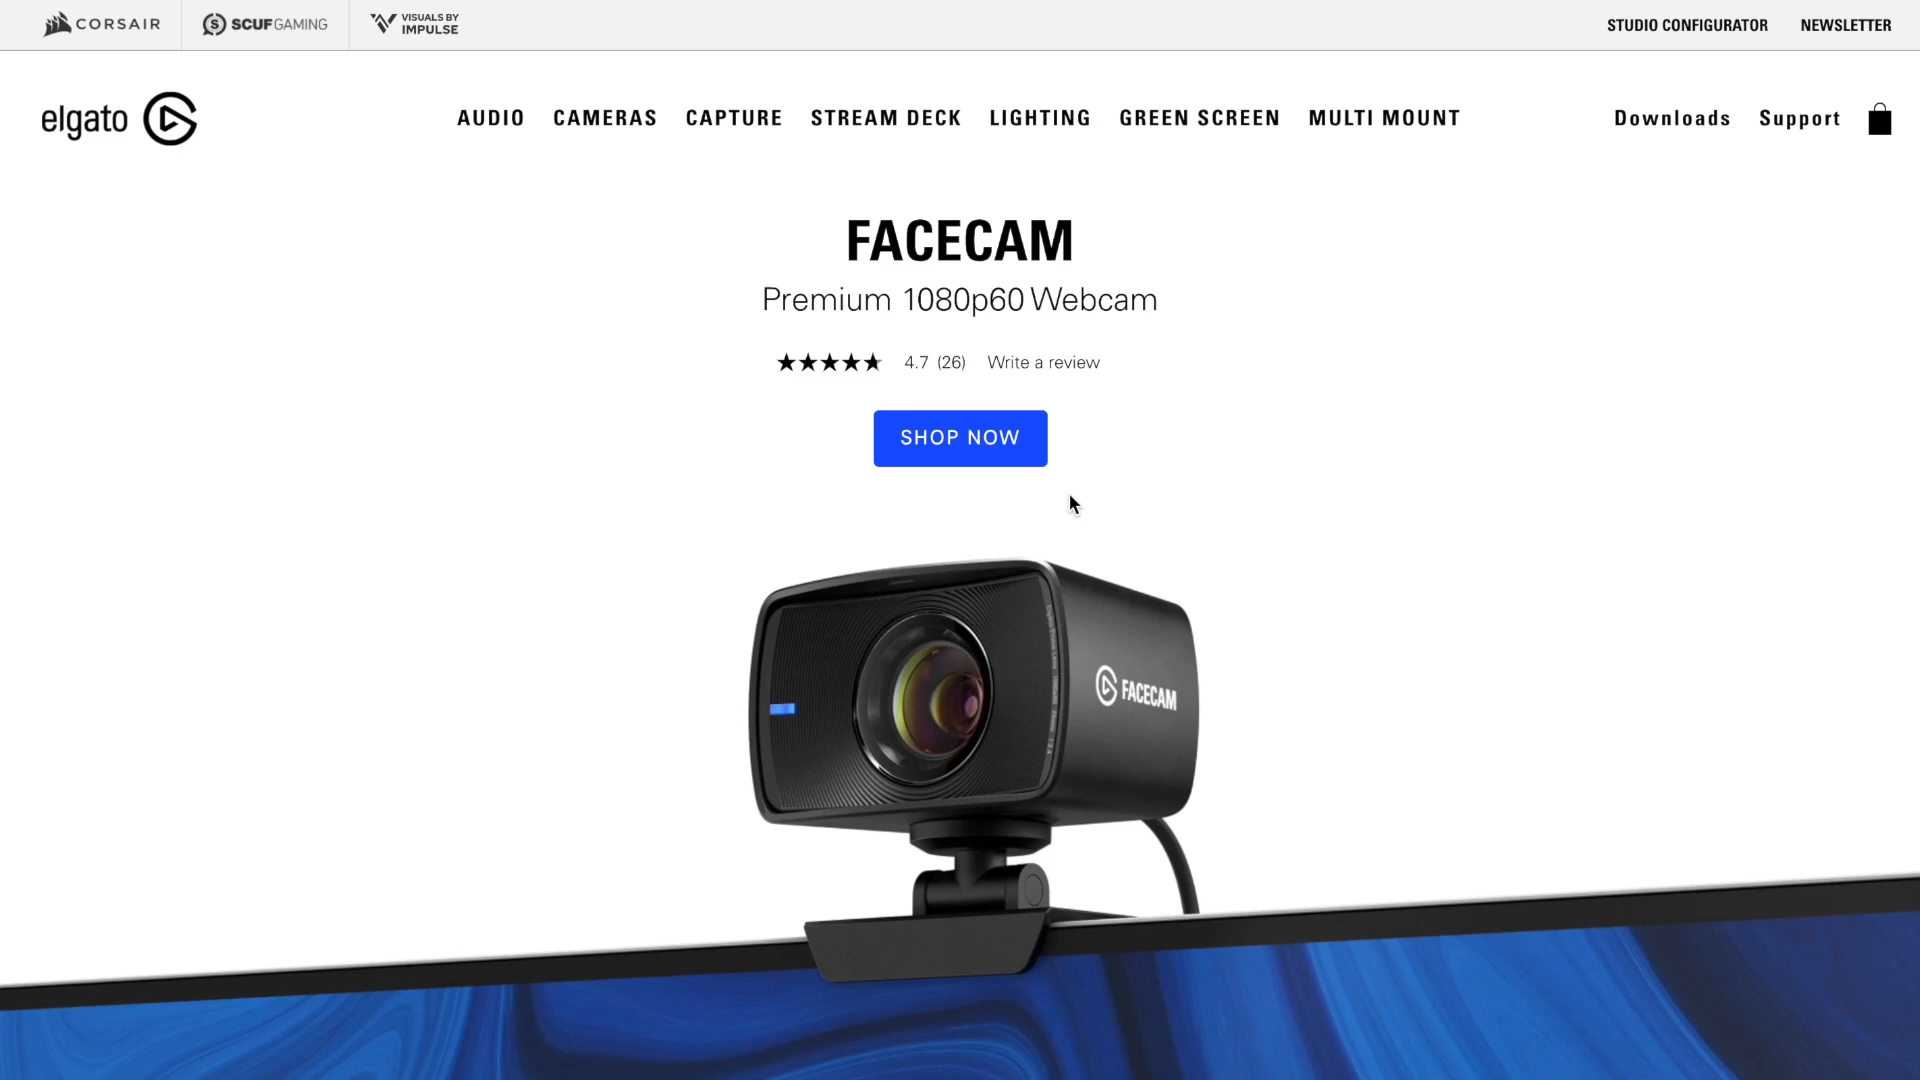 CORSAIR
SCUF GAMING
VISUALS BY
IMPULSE
STUDIO CONFIGURATOR
NEWSLETTER
elgato
AUDIO
CAMERAS
CAPTURE
STREAM DECK
LIGHTING
GREEN SCREEN
MULTI MOUNT
Downloads
Support
FACECAM
Premium 1080p60 Webcam
4.7 (26) Write a review
SHOP NOW
FACECAM